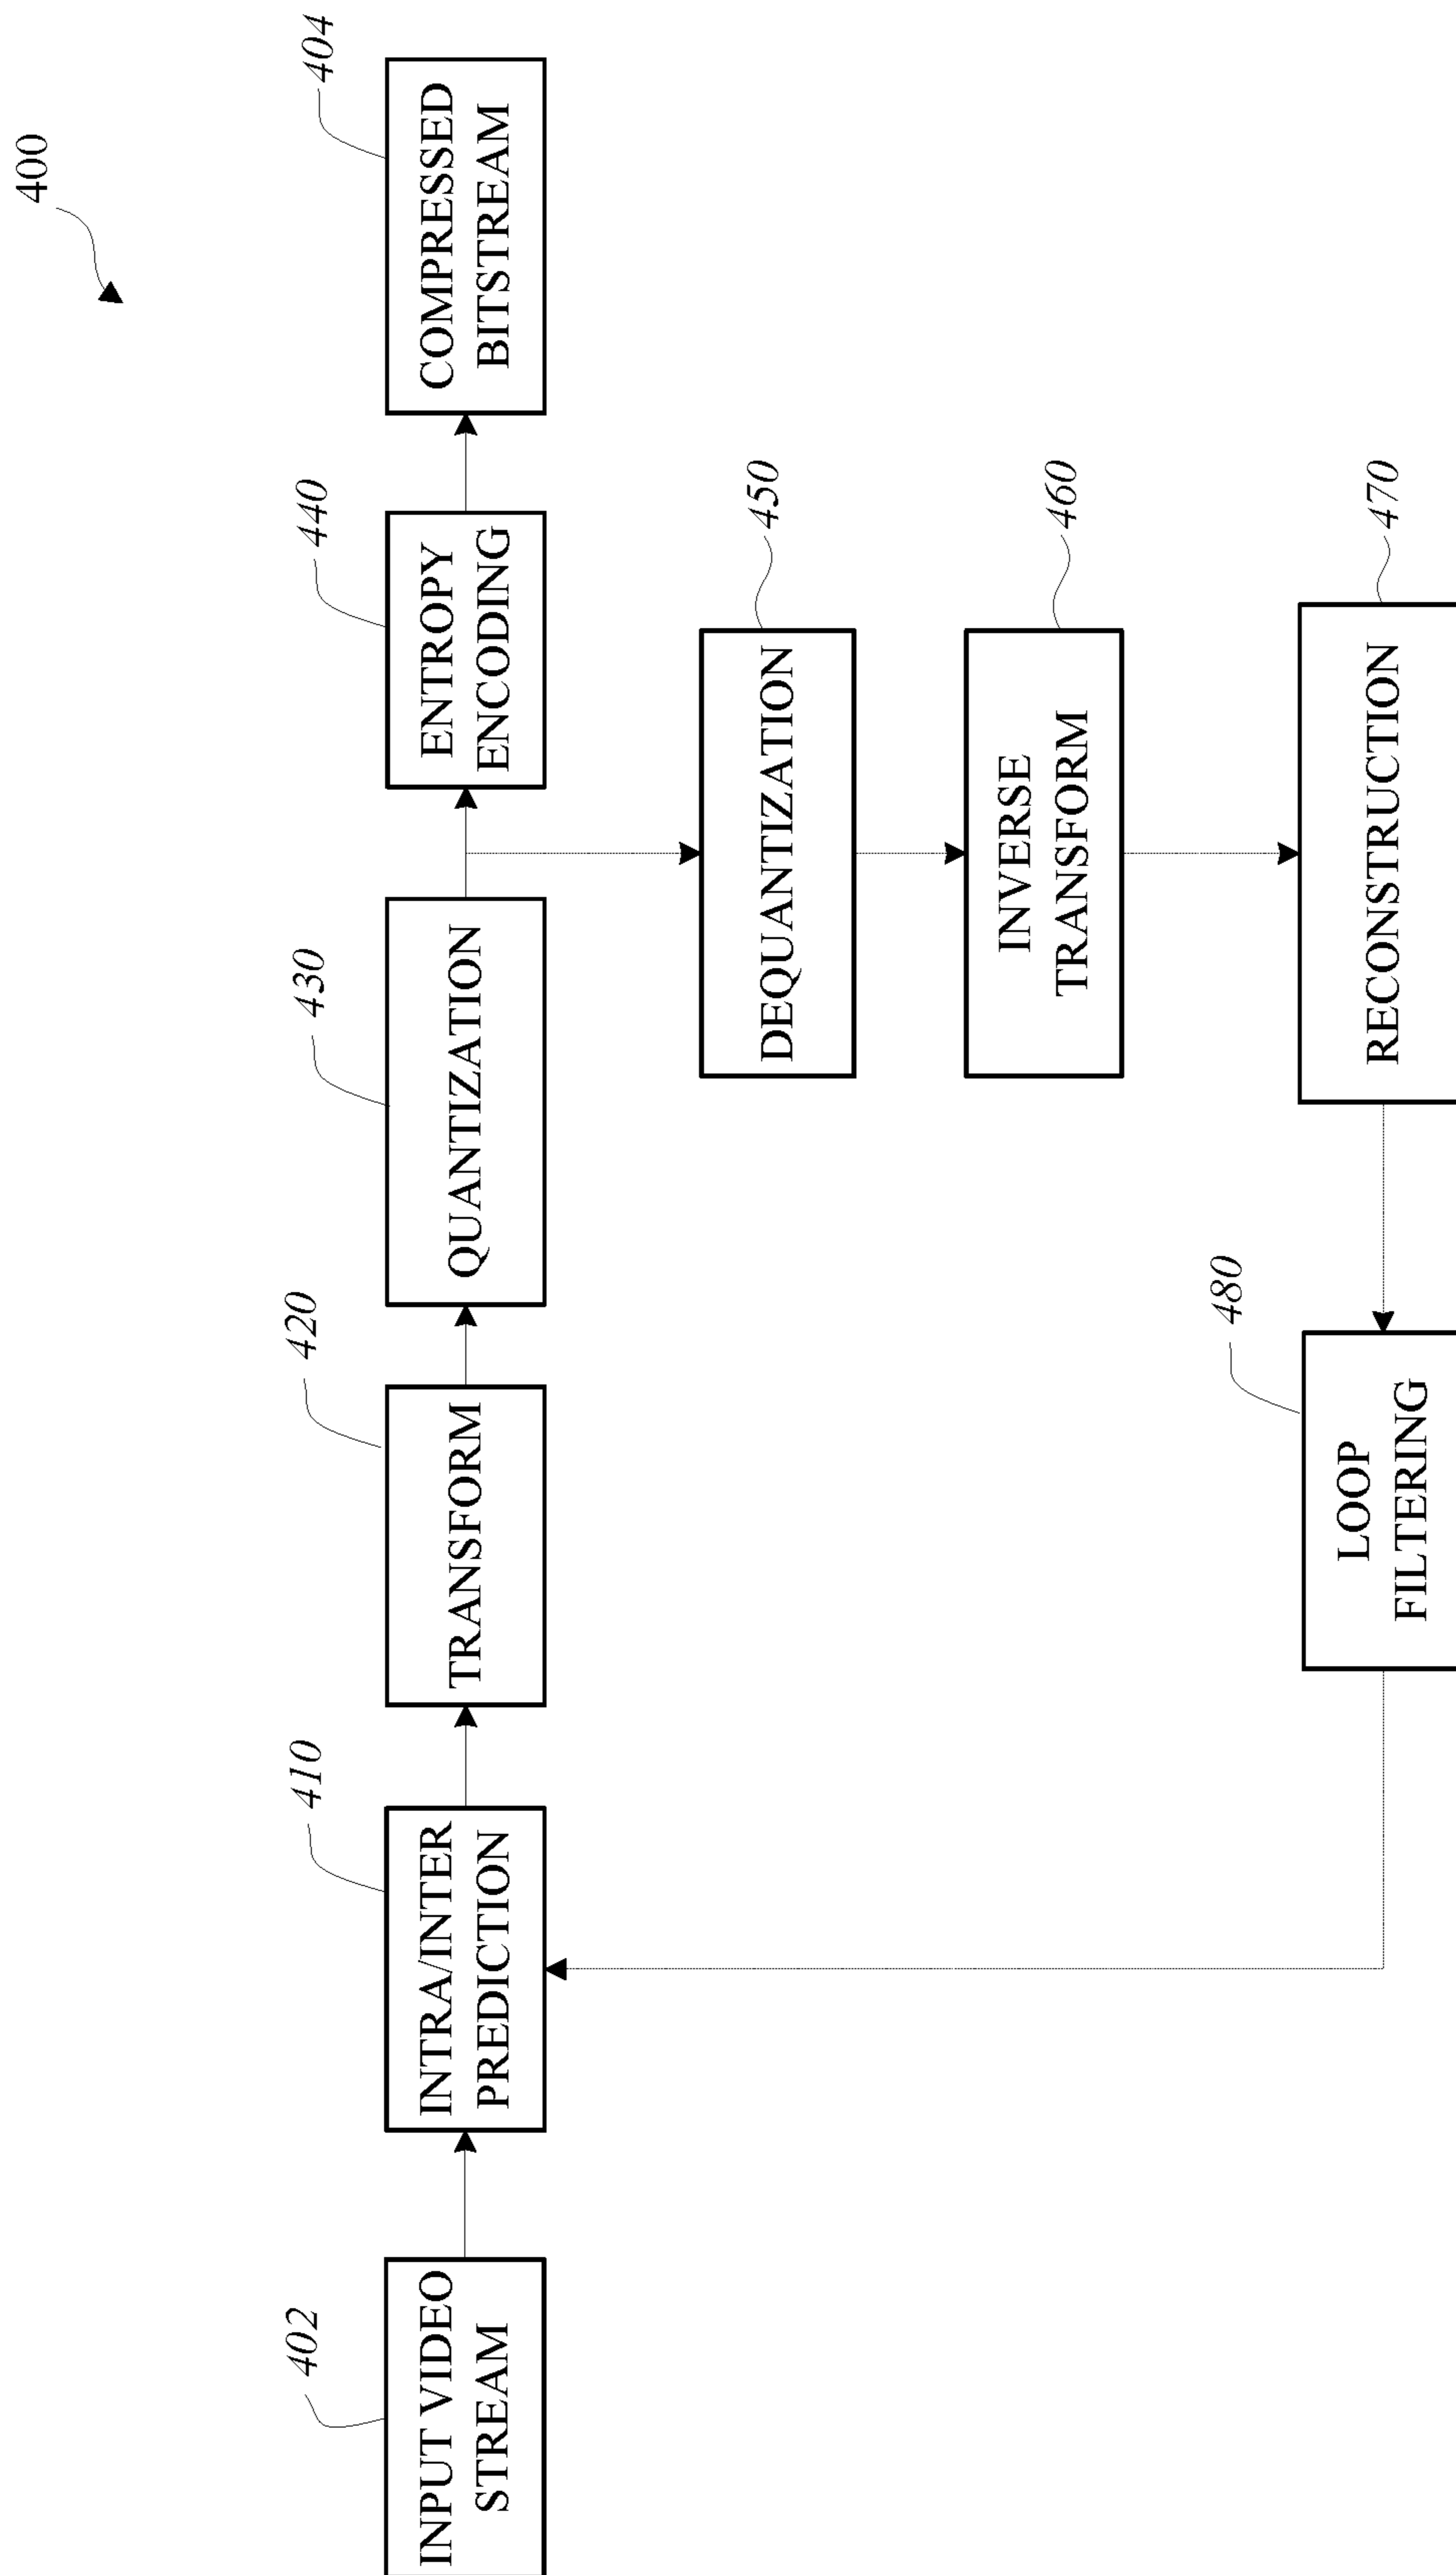 400
402
INPUT VIDEO
STREAM
410
INTRA/INTER
PREDICTION
420
TRANSFORM
430
QUANTIZATION
440
ENTROPY
ENCODING
404
COMPRESSED
BITSTREAM
450
DEQUANTIZATION
460
INVERSE
TRANSFORM
470
RECONSTRUCTION
480
LOOP
FILTERING